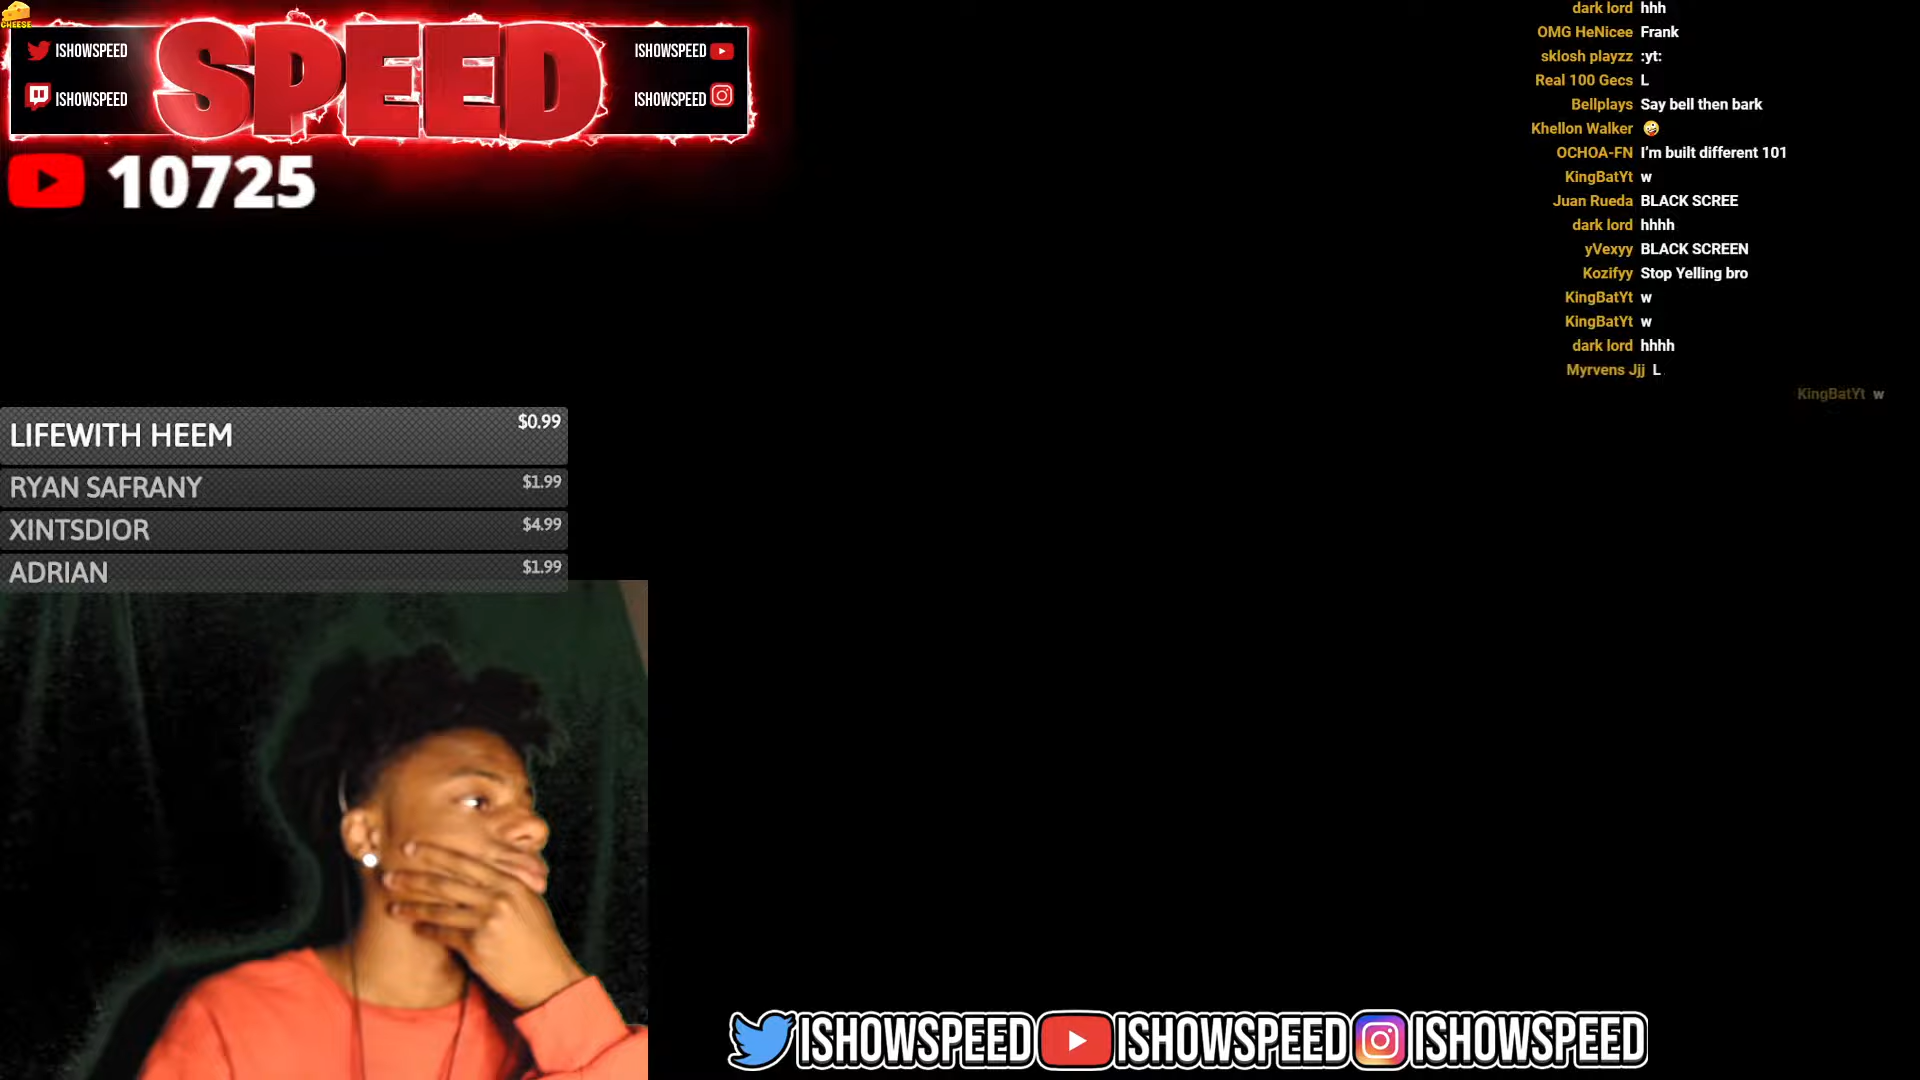 CHEESE
ISHOWSPEED
ISHOWSPEED
SPEED
ISHOWSPEED
ISHOWSPEED
10725
LIFEWITH HEEM $0.99
RYAN SAFRANY $1.99
XINTSDIOR $4.99
ADRIAN $1.99
dark lord hhh
OMG HeNicee Frank
sklosh playzz :yt:
Real 100 Gecs L
Bellplays Say bell then bark
Khellon Walker 🤪
OCHOA-FN I’m built different 101
KingBatYt w
Juan Rueda BLACK SCREE
dark lord hhhh
yVexyy BLACK SCREEN
Kozifyy Stop Yelling bro
KingBatYt w
KingBatYt w
dark lord hhhh
Myrvens Jjj L
KingBatYt w
ISHOWSPEED ISHOWSPEED ISHOWSPEED